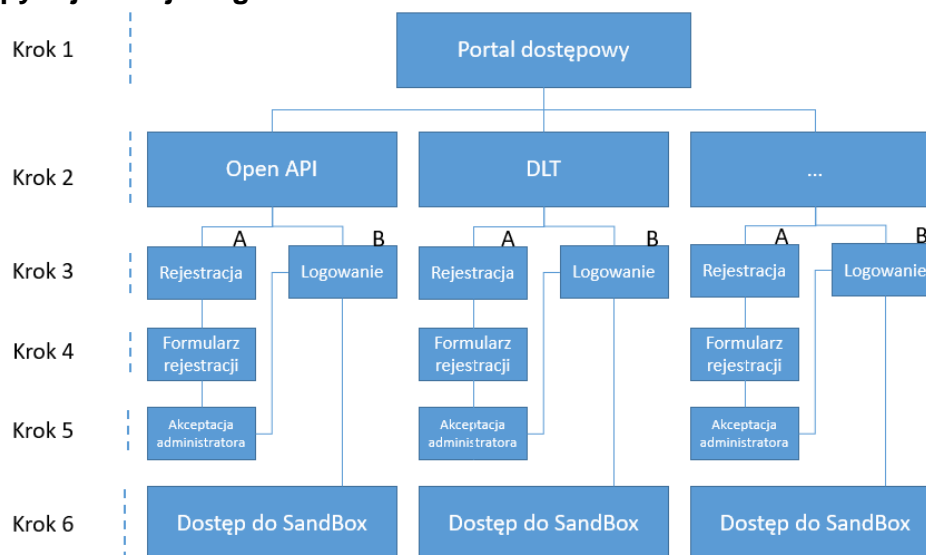 Krok 1
Portal dostępowy
Krok 2
Open API
DLT
...
Krok 3
A
Rejestracja
B
Logowanie
A
Rejestracja
B
Logowanie
A
Rejestracja
B
Logowanie
Krok 4
Formularz
rejestracji
Formularz
rejestracji
Formularz
rejestracji
Krok 5
Akceptacja
administratora
Akceptacja
administratora
Akceptacja
administratora
Krok 6
Dostęp do SandBox
Dostęp do SandBox
Dostęp do SandBox